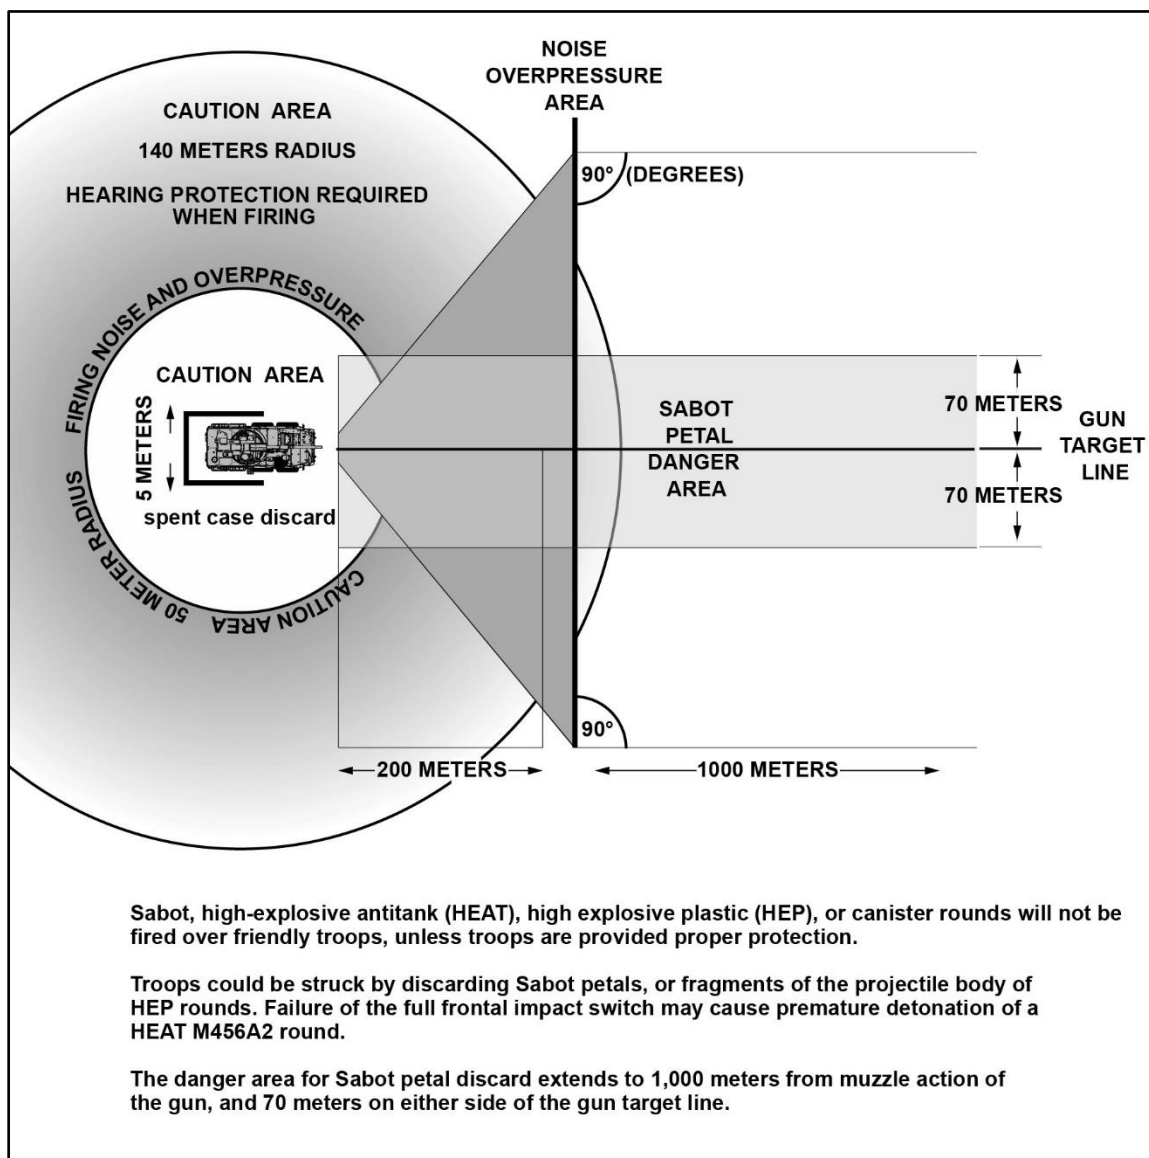 NOISE
OVERPRESSURE
AREA
CAUTION AREA
140 METERS RADIUS
HEARING PROTECTION REQUIRED
WHEN FIRING
90° (DEGREES)
FIRING NOISE AND OVERPRESSURE
CAUTION AREA
5 METERS
spent case discard
50 METER RADIUS
CAUTION AREA
SABOT
PETAL
DANGER
AREA
70 METERS
70 METERS
GUN
TARGET
LINE
90°
200 METERS
1000 METERS
Sabot, high-explosive antitank (HEAT), high explosive plastic (HEP), or canister rounds will not be
fired over friendly troops, unless troops are provided proper protection.
Troops could be struck by discarding Sabot petals, or fragments of the projectile body of
HEP rounds. Failure of the full frontal impact switch may cause premature detonation of a
HEAT M456A2 round.
The danger area for Sabot petal discard extends to 1,000 meters from muzzle action of
the gun, and 70 meters on either side of the gun target line.